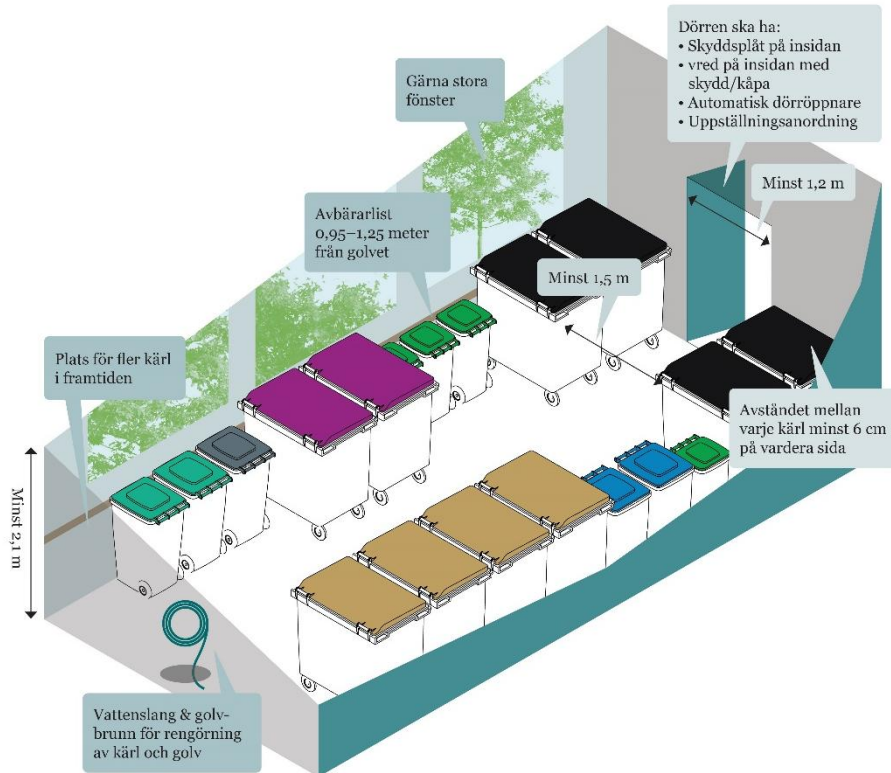 Dörren ska ha:
• Skyddsplåt på insidan
• vred på insidan med
skydd/kåpa
• Automatisk dörröppnare
• Uppställningsanordning
Gärna stora
fönster
Minst 1,2 m
Avbärarlist
0,95–1,25 meter
från golvet
Minst 1,5 m
Plats för fler kärl
i framtiden
Avståndet mellan
varje kärl minst 6 cm
på vardera sida
Minst 2,1 m
Vattenslang & golv-
brunn för rengörning
av kärl och golv